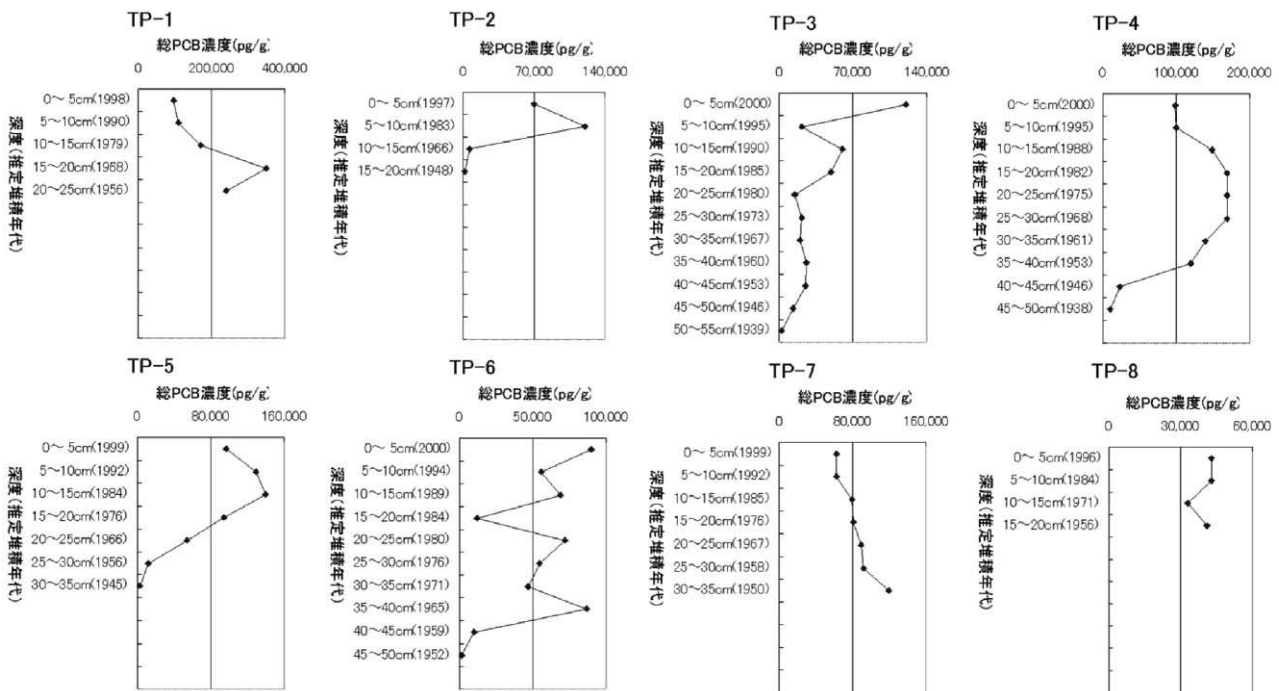 TP-1
総PCB濃度(pg/g)
0 200,000 400,000
深度(推定堆積年代)
0～ 5cm(1998)
5～10cm(1990)
10～15cm(1979)
15～20cm(1968)
20～25cm(1956)
TP-2
総PCB濃度(pg/g)
0 70,000 140,000
深度(推定堆積年代)
0～ 5cm(1997)
5～10cm(1983)
10～15cm(1966)
15～20cm(1948)
TP-3
総PCB濃度(pg/g)
0 70,000 140,000
深度(推定堆積年代)
0～ 5cm(2000)
5～10cm(1995)
10～15cm(1990)
15～20cm(1985)
20～25cm(1980)
25～30cm(1973)
30～35cm(1967)
35～40cm(1960)
40～45cm(1953)
45～50cm(1946)
50～55cm(1939)
TP-4
総PCB濃度(pg/g)
0 100,000 200,000
深度(推定堆積年代)
0～ 5cm(2000)
5～10cm(1995)
10～15cm(1988)
15～20cm(1982)
20～25cm(1975)
25～30cm(1968)
30～35cm(1961)
35～40cm(1953)
40～45cm(1946)
45～50cm(1938)
TP-5
総PCB濃度(pg/g)
0 80,000 160,000
深度(推定堆積年代)
0～ 5cm(1999)
5～10cm(1992)
10～15cm(1984)
15～20cm(1976)
20～25cm(1966)
25～30cm(1956)
30～35cm(1945)
TP-6
総PCB濃度(pg/g)
0 50,000 100,000
深度(推定堆積年代)
0～ 5cm(2000)
5～10cm(1994)
10～15cm(1989)
15～20cm(1984)
20～25cm(1980)
25～30cm(1976)
30～35cm(1971)
35～40cm(1965)
40～45cm(1959)
45～50cm(1952)
TP-7
総PCB濃度(pg/g)
0 80,000 160,000
深度(推定堆積年代)
0～ 5cm(1999)
5～10cm(1992)
10～15cm(1985)
15～20cm(1976)
20～25cm(1967)
25～30cm(1958)
30～35cm(1950)
TP-8
総PCB濃度(pg/g)
0 30,000 60,000
深度(推定堆積年代)
0～ 5cm(1996)
5～10cm(1984)
10～15cm(1971)
15～20cm(1956)